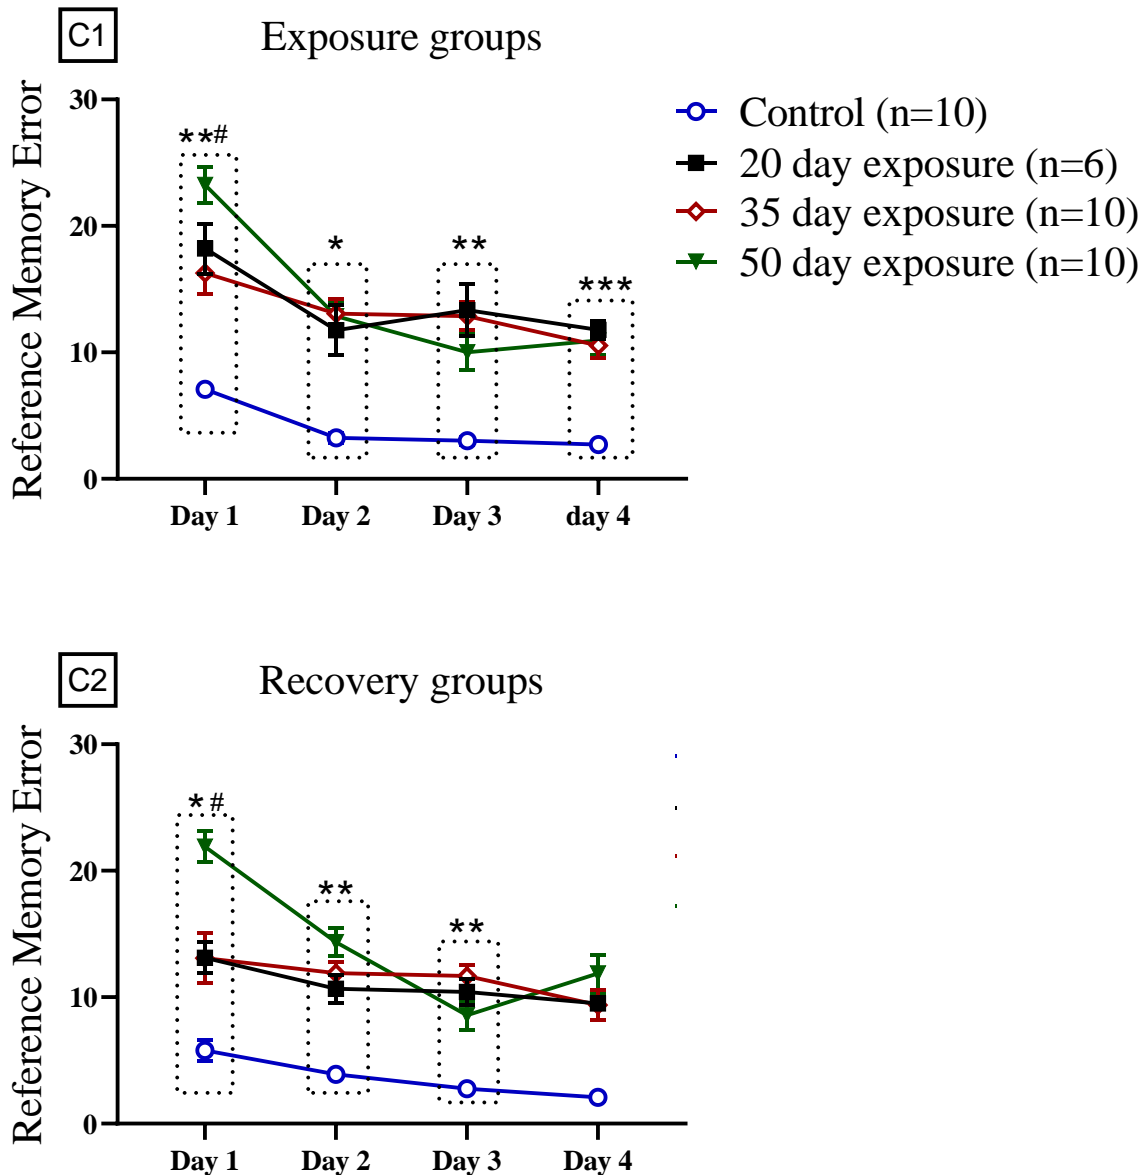 C1
Exposure groups
Reference Memory Error
30
20
10
0
**#
*
**
***
Day 1
Day 2
Day 3
day 4
Control (n=10)
20 day exposure (n=6)
35 day exposure (n=10)
50 day exposure (n=10)
C2
Recovery groups
Reference Memory Error
30
20
10
0
*#
**
**
Day 1
Day 2
Day 3
Day 4